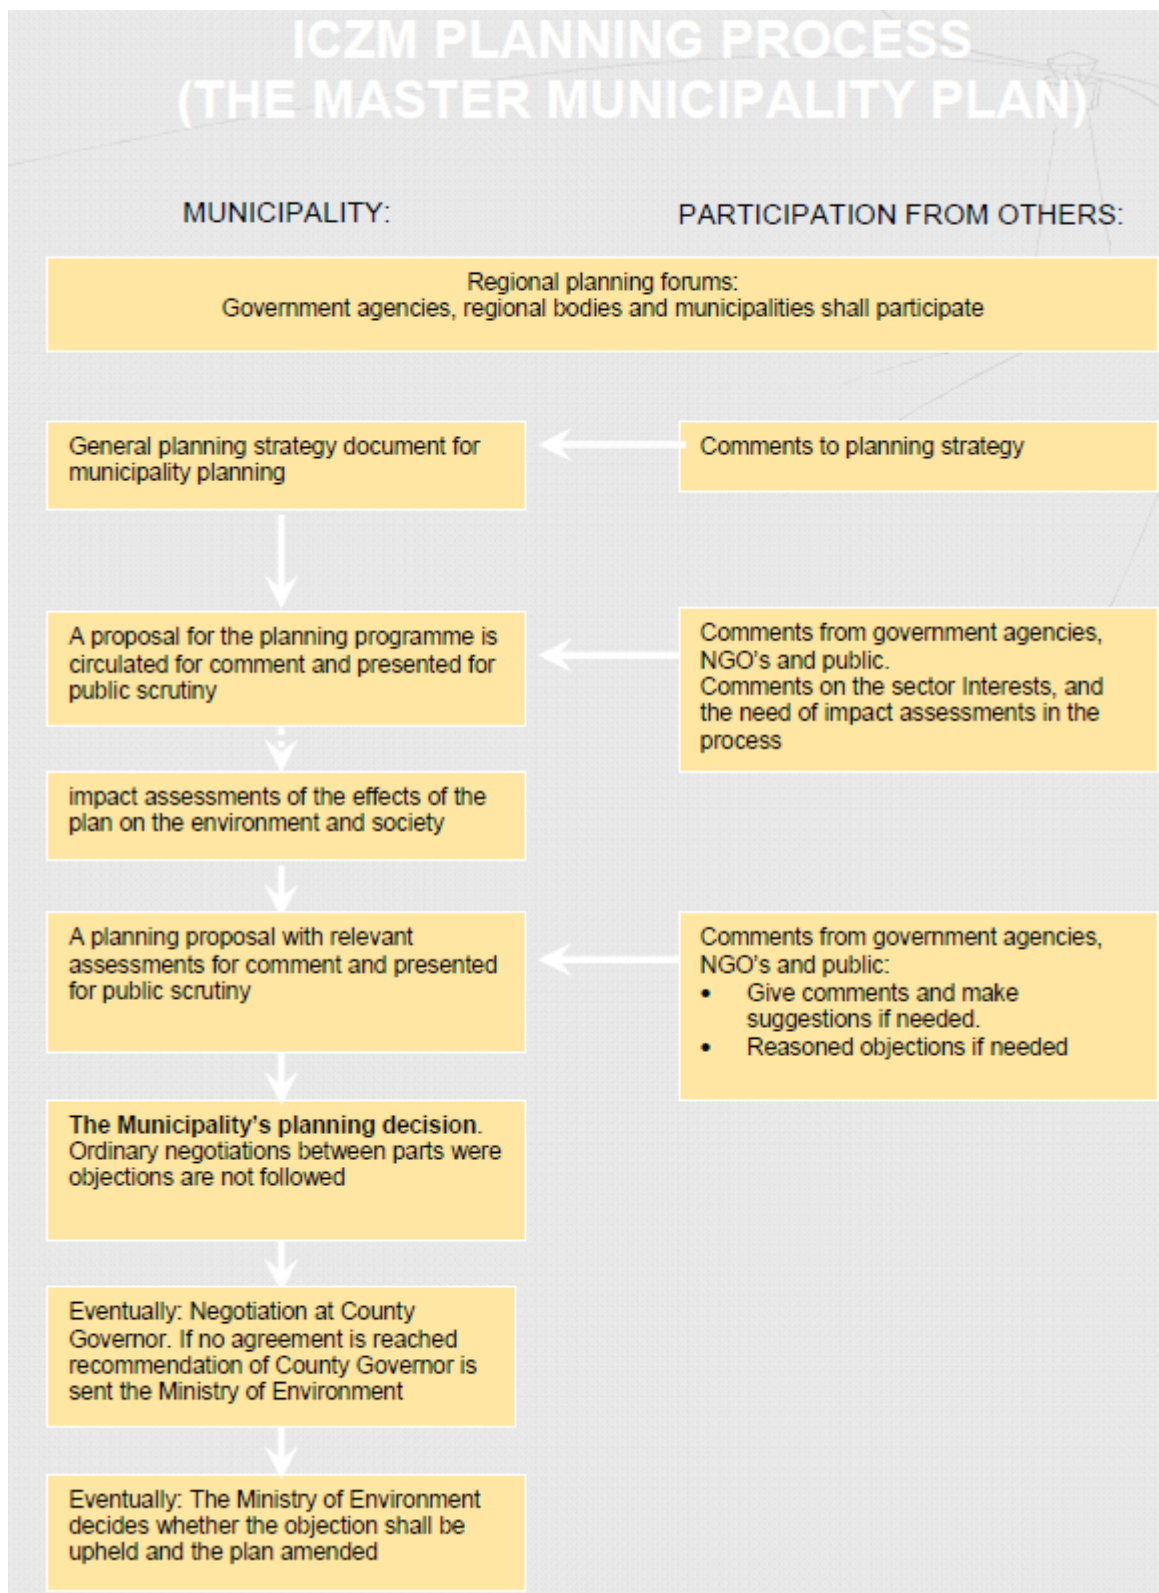 ICZM PLANNING PROCESS
(THE MASTER MUNICIPALITY PLAN)
MUNICIPALITY:
PARTICIPATION FROM OTHERS:
Regional planning forums:
Government agencies, regional bodies and municipalities shall participate
General planning strategy document for
municipality planning
Comments to planning strategy
A proposal for the planning programme is
circulated for comment and presented for
public scrutiny
Comments from government agencies,
NGO's and public.
Comments on the sector Interests, and
the need of impact assessments in the
process
impact assessments of the effects of the
plan on the environment and society
A planning proposal with relevant
assessments for comment and presented
for public scrutiny
Comments from government agencies,
NGO's and public:
• Give comments and make
suggestions if needed.
• Reasoned objections if needed
The Municipality's planning decision.
Ordinary negotiations between parts were
objections are not followed
Eventually: Negotiation at County
Governor. If no agreement is reached
recommendation of County Governor is
sent the Ministry of Environment
Eventually: The Ministry of Environment
decides whether the objection shall be
upheld and the plan amended